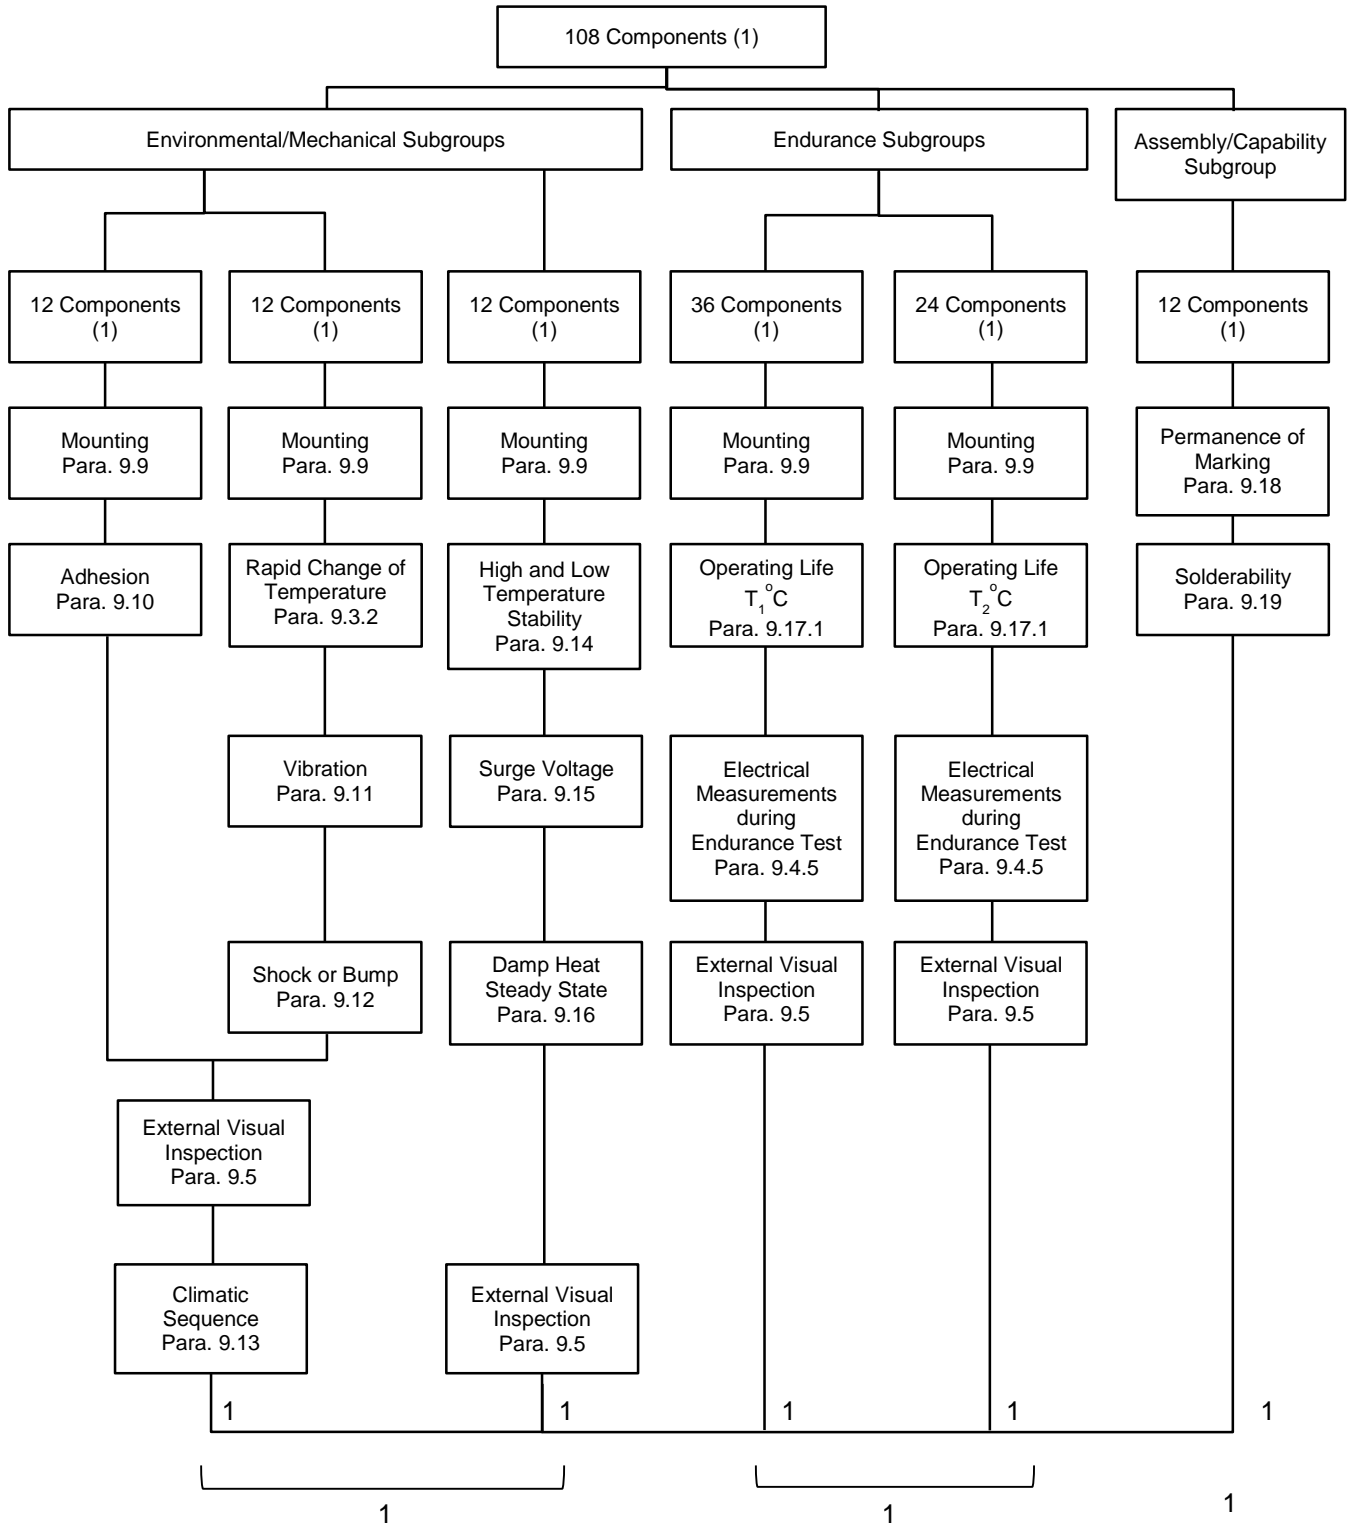 108 Components (1)
Environmental/Mechanical Subgroups
Endurance Subgroups
Assembly/Capability
Subgroup
12 Components
(1)
12 Components
(1)
12 Components
(1)
36 Components
(1)
24 Components
(1)
12 Components
(1)
Mounting
Para. 9.9
Mounting
Para. 9.9
Mounting
Para. 9.9
Mounting
Para. 9.9
Mounting
Para. 9.9
Permanence of
Marking
Para. 9.18
Adhesion
Para. 9.10
Rapid Change of
Temperature
Para. 9.3.2
High and Low
Temperature
Stability
Para. 9.14
Operating Life
T₁°C
Para. 9.17.1
Operating Life
T₂°C
Para. 9.17.1
Solderability
Para. 9.19
Vibration
Para. 9.11
Surge Voltage
Para. 9.15
Electrical
Measurements
during
Endurance Test
Para. 9.4.5
Electrical
Measurements
during
Endurance Test
Para. 9.4.5
Shock or Bump
Para. 9.12
Damp Heat
Steady State
Para. 9.16
External Visual
Inspection
Para. 9.5
External Visual
Inspection
Para. 9.5
External Visual
Inspection
Para. 9.5
Climatic
Sequence
Para. 9.13
External Visual
Inspection
Para. 9.5
1
1
1
1
1
1
1
1